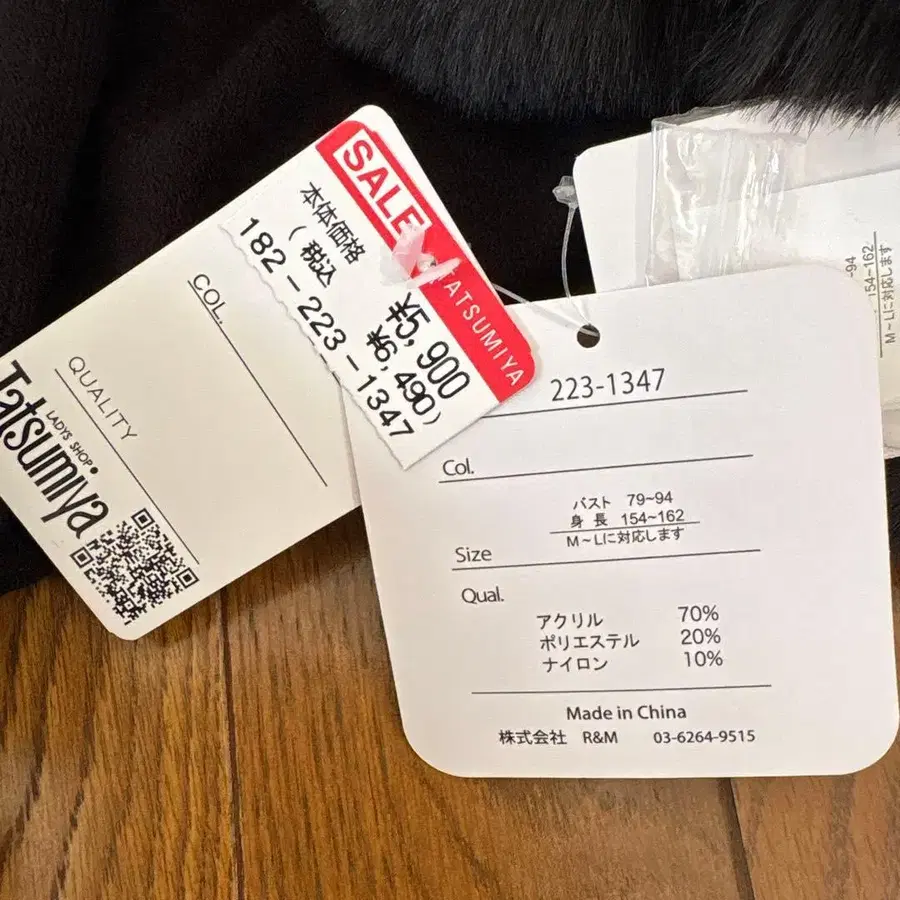 SALE TATSUMIYA
本体価格 ¥5,900
(税込 ¥6,490)
182-223-1347
COL.
QUALITY
LADYS SHOP
Tatsumiya
223-1347
Col.
バスト 79~94
身長 154~162
M~Lに対応します
Size
Qual.
アクリル 70%
ポリエステル 20%
ナイロン 10%
Made in China
株式会社 R&M 03-6264-9515
~94
154~162
M~Lに対応します